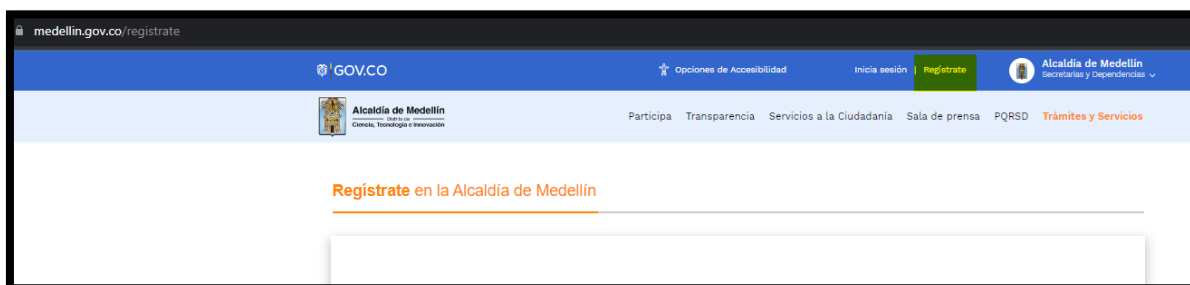 medellin.gov.co/registrate
GOV.CO
Opciones de Accesibilidad
Inicia sesión | Regístrate
Alcaldía de Medellín
Secretarías y Dependencias
Alcaldía de Medellín
Distrito de
Ciencia, Tecnología e Innovación
Participa Transparencia Servicios a la Ciudadanía Sala de prensa PQRSD Trámites y Servicios
Regístrate en la Alcaldía de Medellín